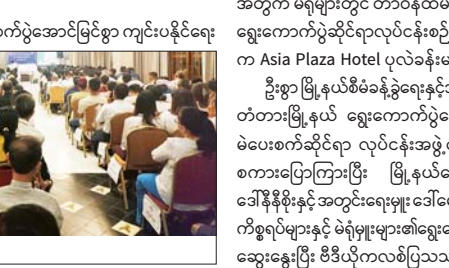 က်ပွဲအောင်မြင်စွာ ကျင်းပနိုင်ရေး
အတွက် မဲရုံများတွင် တာဝန်ထမ်း
ရွေးကောက်ပွဲဆိုင်ရာလုပ်ငန်းစဉ်
က Asia Plaza Hotel ပုလဲခန်းမ
ဦးစွာ မြို့နယ်စီမံခန့်ခွဲရေးနှင့်
တံတားမြို့နယ် ရွေးကောက်ပွဲ
မဲပေးစက်ဆိုင်ရာ လုပ်ငန်းအဖွဲ့
စကားပြောကြားပြီး မြို့နယ်
ဒေါ်နီနီစိုးနှင့် အတွင်းရေးမှူး ဒေါ်
ကိစ္စရပ်များနှင့် မဲရုံမှူးများ၏ရွေး
ဆွေးနွေးပြီး ဗီဒီယိုကလစ်ပြသ